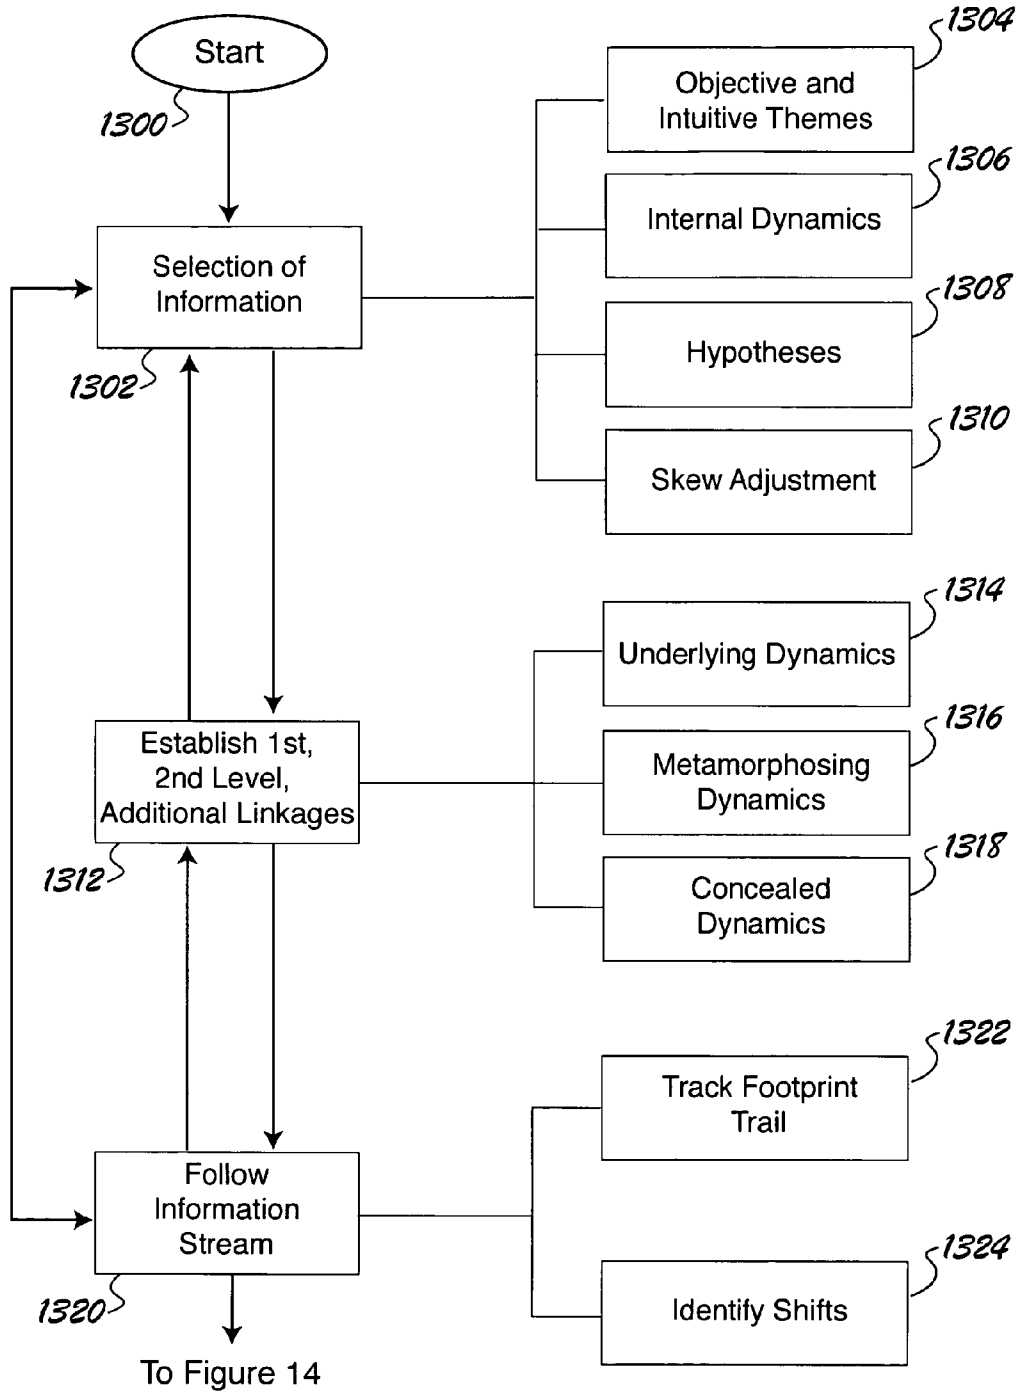 Start
1300
Selection of
Information
1302
Objective and
Intuitive Themes
1304
Internal Dynamics
1306
Hypotheses
1308
Skew Adjustment
1310
Establish 1st,
2nd Level,
Additional Linkages
1312
Underlying Dynamics
1314
Metamorphosing
Dynamics
1316
Concealed
Dynamics
1318
Follow
Information
Stream
1320
Track Footprint
Trail
1322
Identify Shifts
1324
To Figure 14